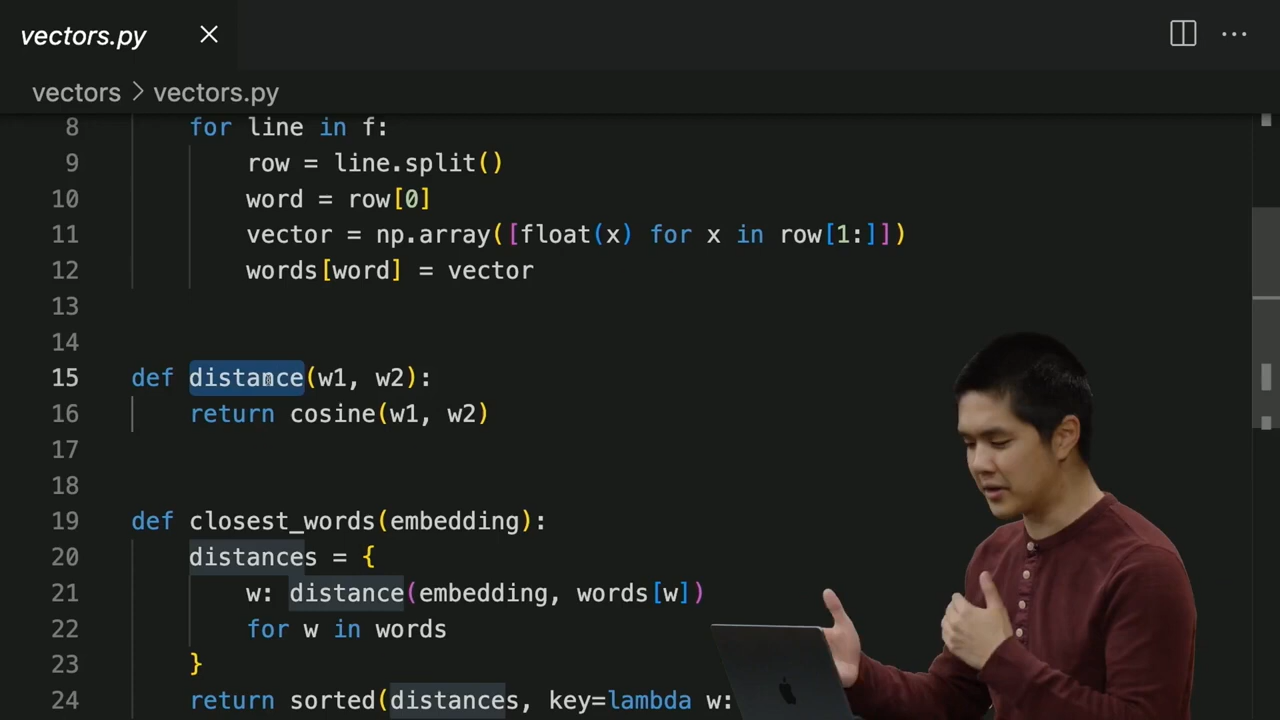 vectors.py
vectors > vectors.py
8 for line in f:
9 row = line.split()
10 word = row[0]
11 vector = np.array([float(x) for x in row[1:]])
12 words[word] = vector
13
14
15 def distance(w1, w2):
16 return cosine(w1, w2)
17
18
19 def closest_words(embedding):
20 distances = {
21 w: distance(embedding, words[w])
22 for w in words
23 }
24 return sorted(distances, key=lambda w: